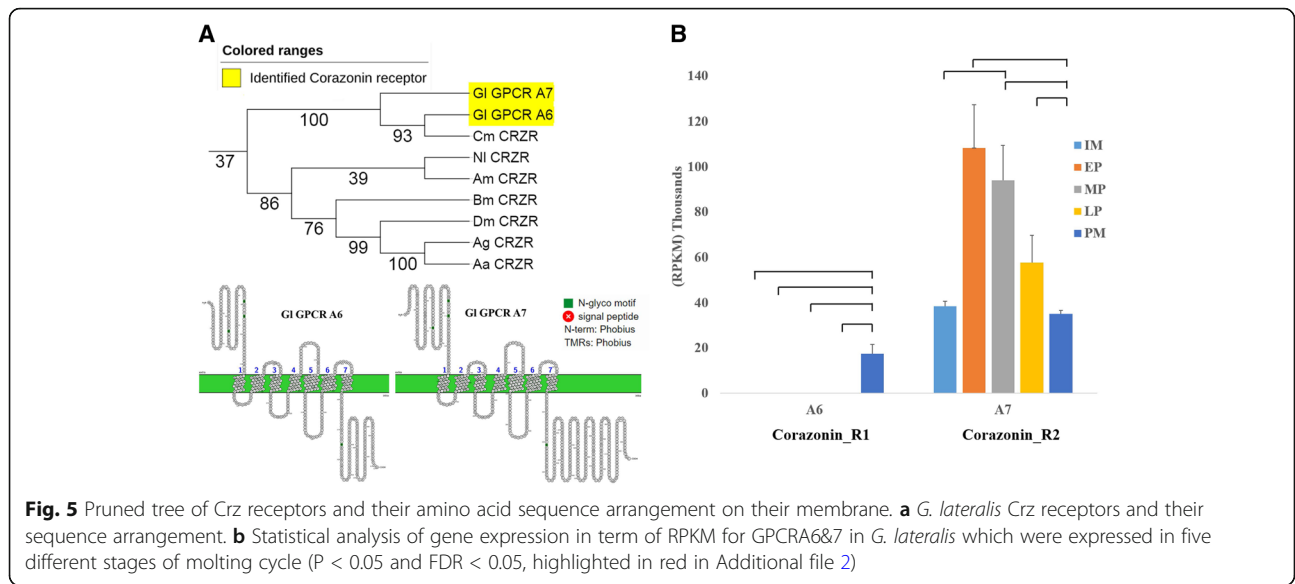 A
Colored ranges
Identified Corazonin receptor
Gl GPCR A7
Gl GPCR A6
Cm CRZR
Nl CRZR
Am CRZR
Bm CRZR
Dm CRZR
Ag CRZR
Aa CRZR
100
93
37
39
86
76
99
100
Gl GPCR A6
1 2 3 4 5 6 7
Gl GPCR A7
1 2 3 4 5 6 7
N-glyco motif
signal peptide
N-term: Phobius
TMRs: Phobius
B
(RPKM) Thousands
140
120
100
80
60
40
20
0
IM
EP
MP
LP
PM
A6
A7
Corazonin_R1
Corazonin_R2
Fig. 5 Pruned tree of Crz receptors and their amino acid sequence arrangement on their membrane. a G. lateralis Crz receptors and their
sequence arrangement. b Statistical analysis of gene expression in term of RPKM for GPCRA6&7 in G. lateralis which were expressed in five
different stages of molting cycle (P < 0.05 and FDR < 0.05, highlighted in red in Additional file 2)